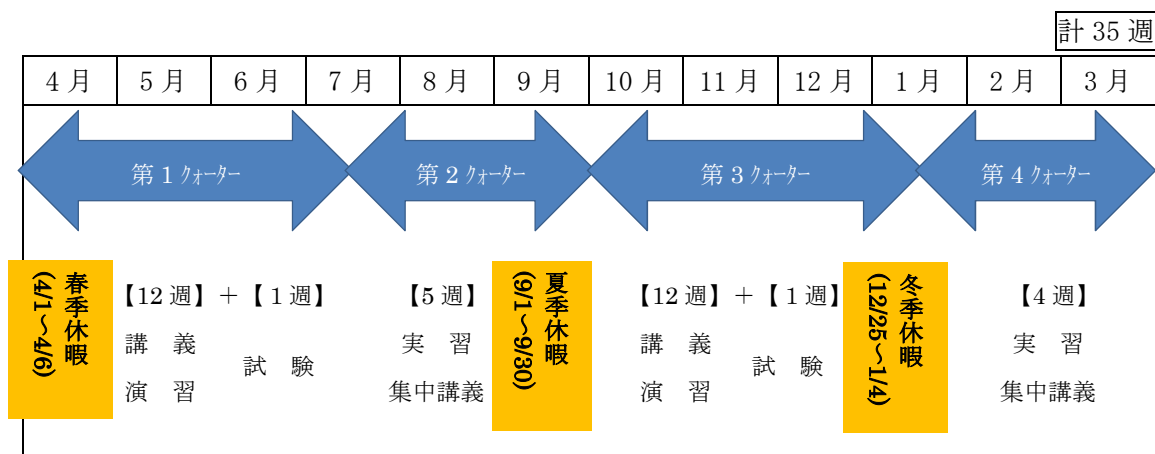 計 35 週
4 月 5 月 6 月 7 月 8 月 9 月 10 月 11 月 12 月 1 月 2 月 3 月
第 1 ｸｫｰﾀｰ 第 2 ｸｫｰﾀｰ 第 3 ｸｫｰﾀｰ 第 4 ｸｫｰﾀｰ
春季休暇
(4/1～4/6)
【12 週】 + 【 1 週】
講 義
演 習
試 験
【5 週】
実 習
集中講義
夏季休暇
(9/1～9/30)
【12 週】 + 【 1 週】
講 義
演 習
試 験
冬季休暇
(12/25～1/4)
【4 週】
実 習
集中講義